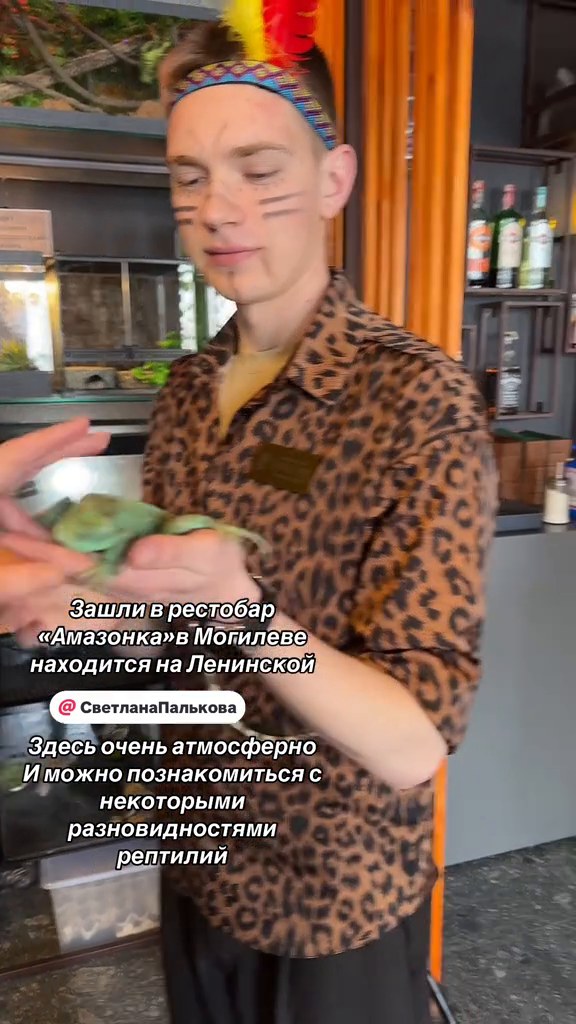 Зашли в рестобар
«Амазонка»в Могилеве
находится на Ленинской
@ СветланаПалькова
Здесь очень атмосферно
И можно познакомиться с
некоторыми
разновидностями
рептилий